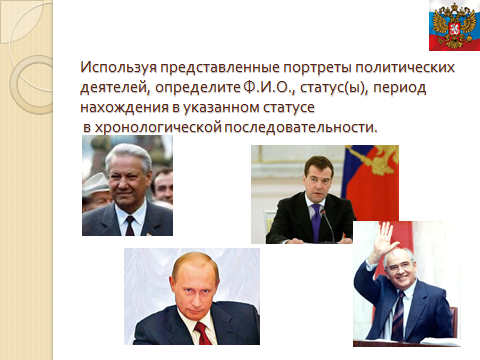 Используя представленные портреты политических
деятелей, определите Ф.И.О., статус(ы), период
нахождения в указанном статусе
в хронологической последовательности.